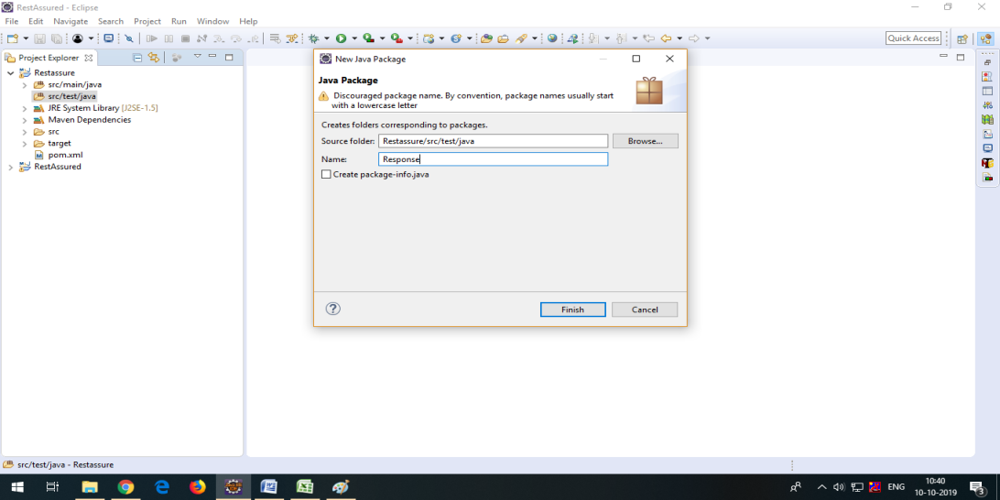 RestAssured - Eclipse
File Edit Navigate Search Project Run Window Help
Quick Access
Project Explorer
Restassure
src/main/java
src/test/java
JRE System Library [J2SE-1.5]
Maven Dependencies
src
target
pom.xml
RestAssured
New Java Package
Java Package
Discouraged package name. By convention, package names usually start
with a lowercase letter
Creates folders corresponding to packages.
Source folder: Restassure/src/test/java Browse...
Name: Response
Create package-info.java
Finish Cancel
src/test/java - Restassure
ENG
10:40
10-10-2019
3